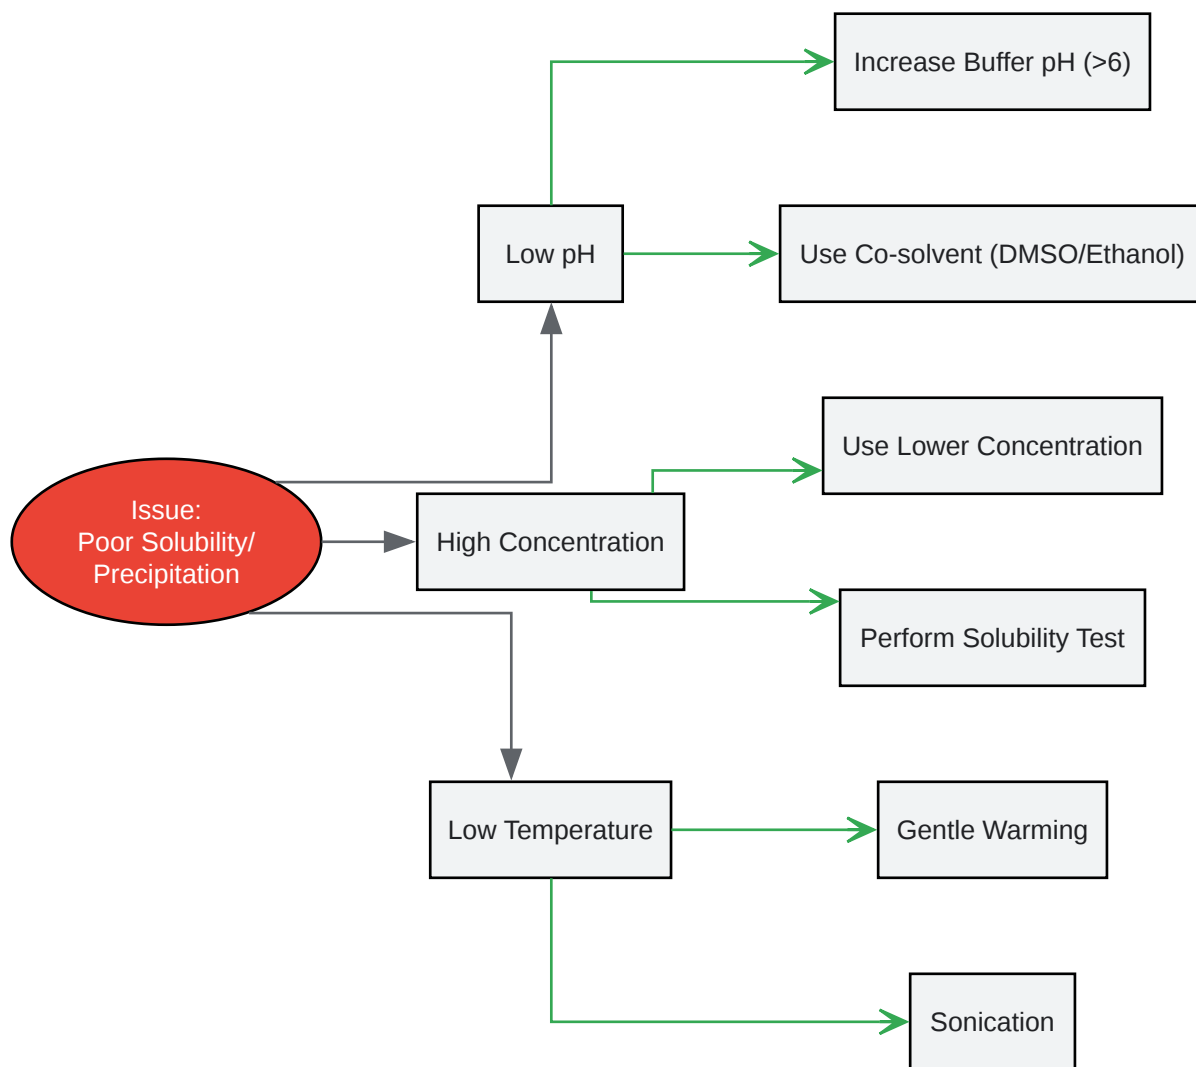 Increase Buffer pH (>6)
Low pH
Use Co-solvent (DMSO/Ethanol)
Use Lower Concentration
Issue:
Poor Solubility/
Precipitation
High Concentration
Perform Solubility Test
Low Temperature
Gentle Warming
Sonication